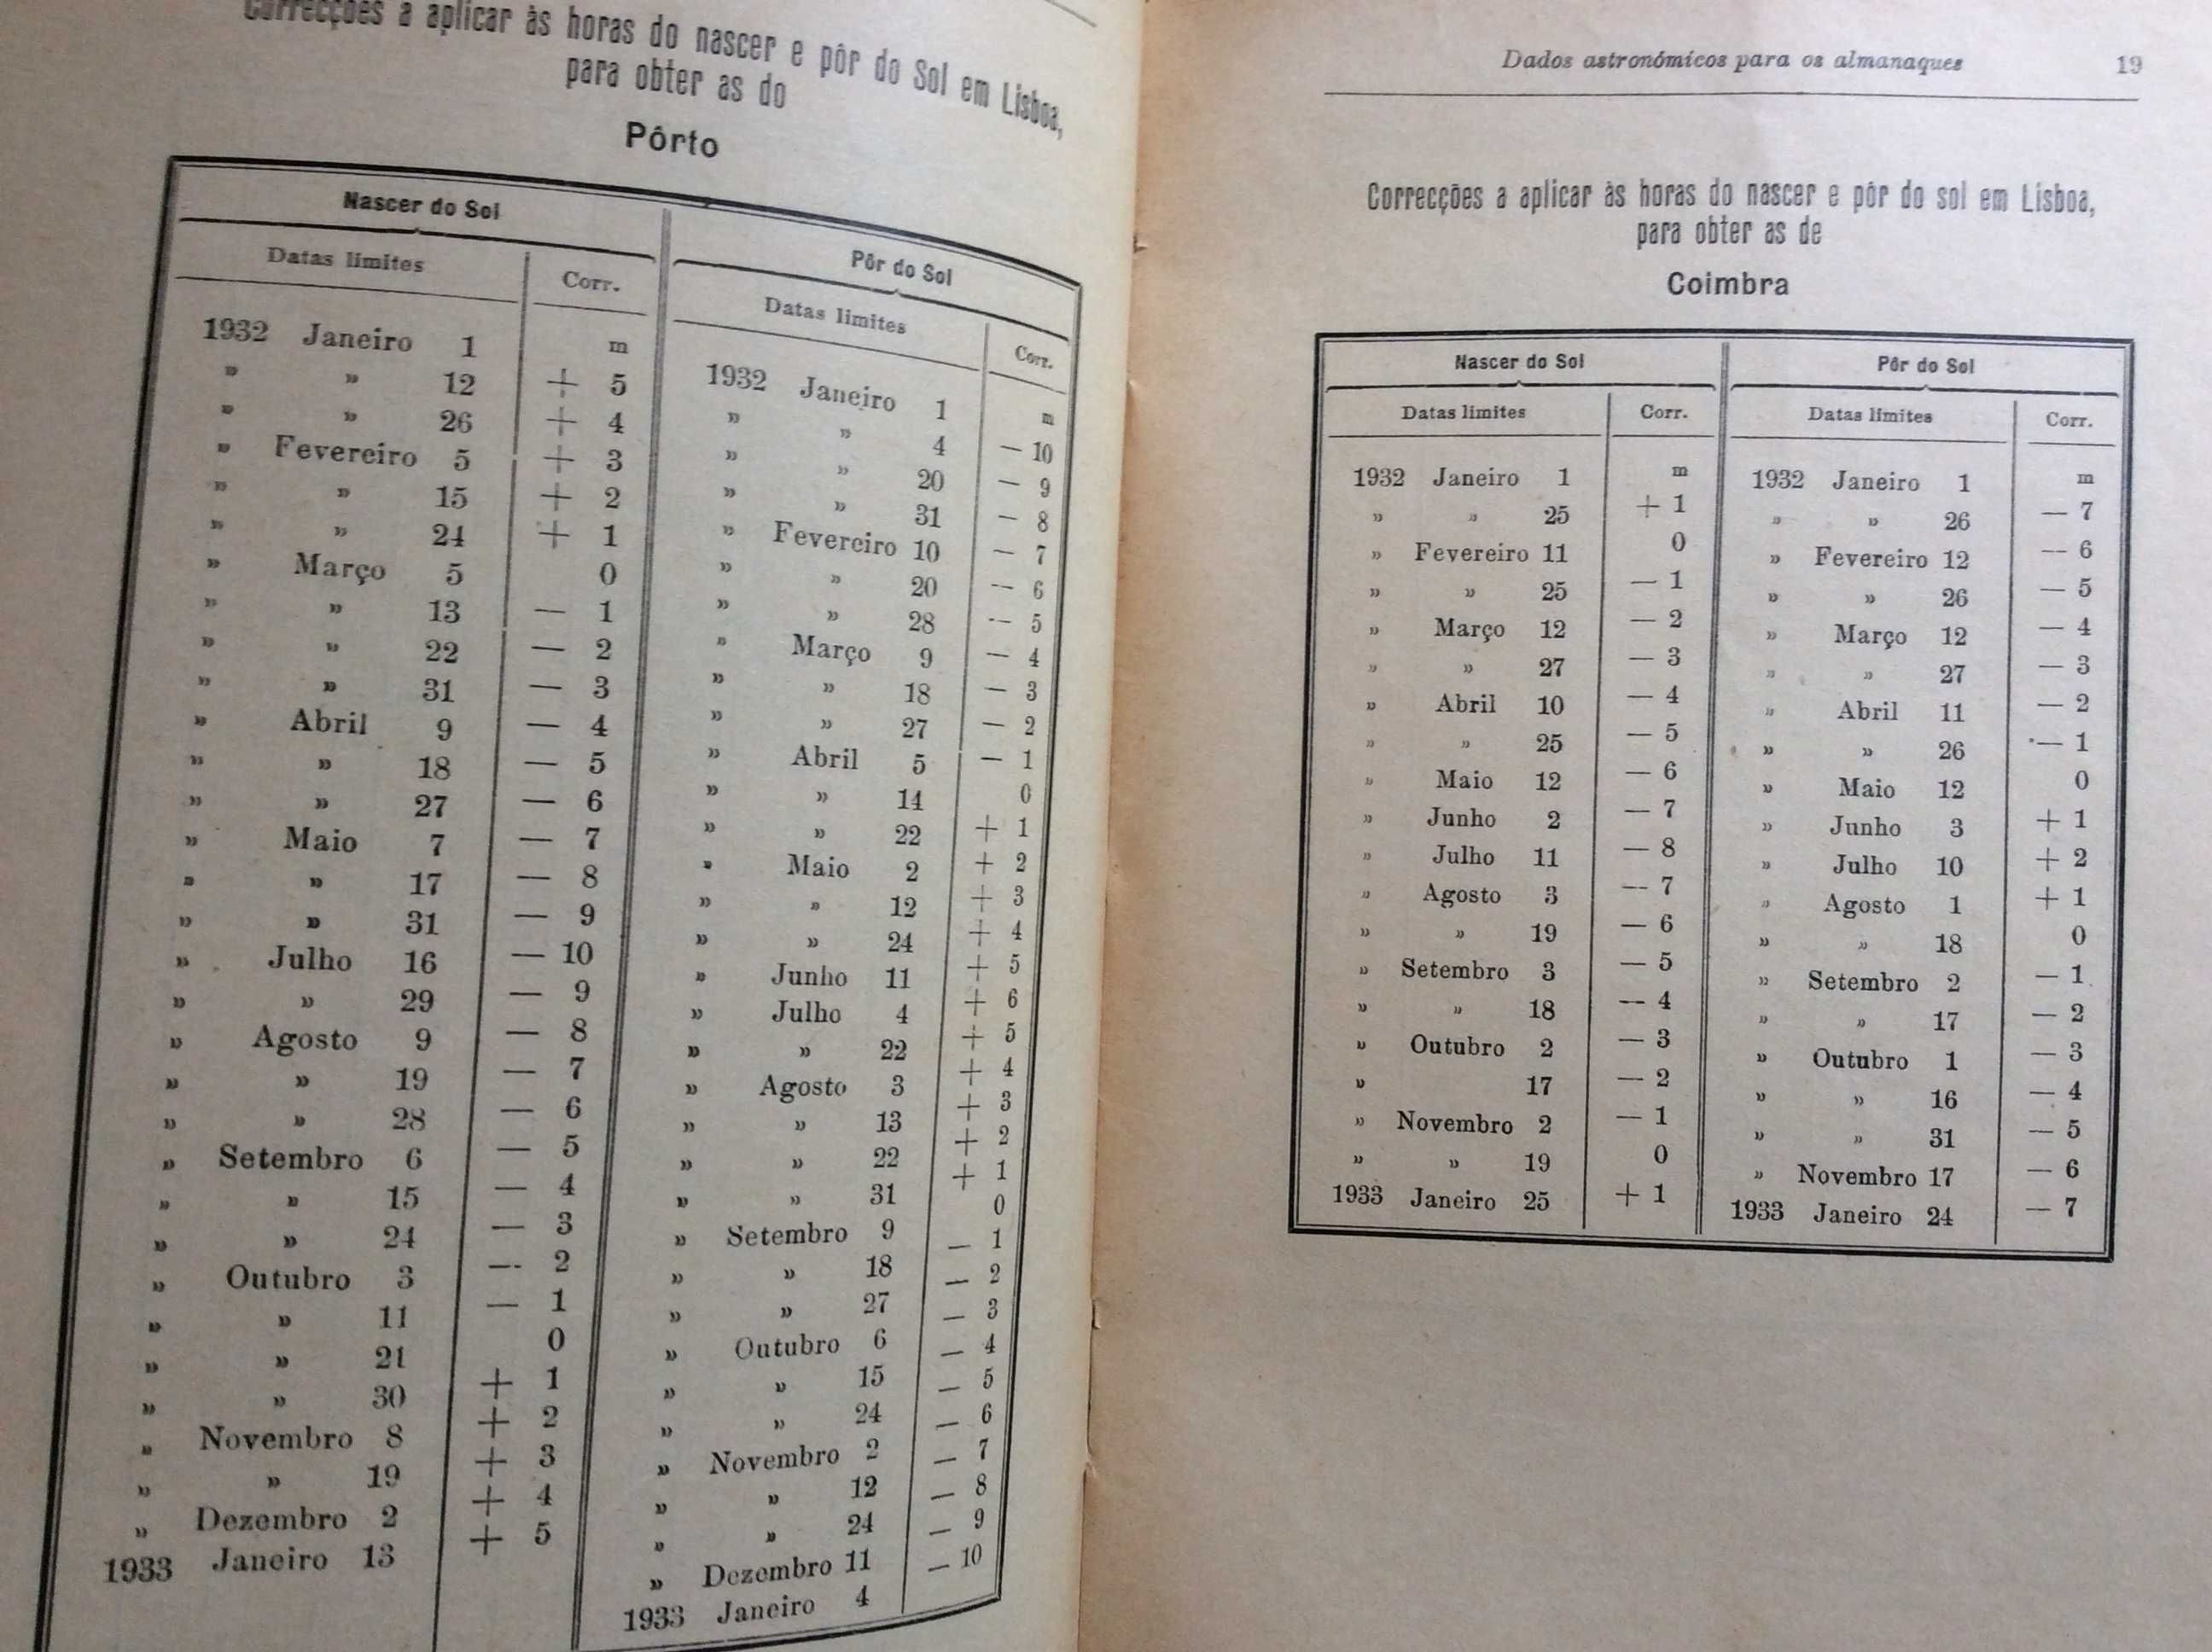 Correcções a aplicar às horas do nascer e pôr do Sol em Lisboa,
para obter as do
Pôrto
Nascer do Sol
Datas limites Corr.
1932 Janeiro 1 m
» » 12 + 5
» » 26 + 4
» Fevereiro 5 + 3
» » 15 + 2
» » 24 + 1
» Março 5 0
» » 13 — 1
» » 22 — 2
» » 31 — 3
» Abril 9 — 4
» » 18 — 5
» » 27 — 6
» Maio 7 — 7
» » 17 — 8
» » 31 — 9
» Julho 16 — 10
» » 29 — 9
» Agosto 9 — 8
» » 19 — 7
» » 28 — 6
» Setembro 6 — 5
» » 15 — 4
» » 24 — 3
» Outubro 3 — 2
» » 11 — 1
» » 21 0
» » 30 + 1
» Novembro 8 + 2
» » 19 + 3
» Dezembro 2 + 4
1933 Janeiro 13 + 5
Pôr do Sol
Datas limites Corr.
1932 Janeiro 1 m
» » 4 — 10
» » 20 — 9
» » 31 — 8
» Fevereiro 10 — 7
» » 20 — 6
» » 28 — 5
» Março 9 — 4
» » 18 — 3
» » 27 — 2
» Abril 5 — 1
» » 14 0
» » 22 + 1
» Maio 2 + 2
» » 12 + 3
» » 24 + 4
» Junho 11 + 5
» Julho 4 + 6
» » 22 + 5
» Agosto 3 + 4
» » 13 + 3
» » 22 + 2
» » 31 + 1
» Setembro 9 0
» » 18 — 1
» » 27 — 2
» Outubro 6 — 3
» » 15 — 4
» » 24 — 5
» Novembro 2 — 6
» » 12 — 7
» » 24 — 8
» Dezembro 11 — 9
1933 Janeiro 4 — 10
Dados astronómicos para os almanaques 19
Correcções a aplicar às horas do nascer e pôr do sol em Lisboa,
para obter as de
Coimbra
Nascer do Sol
Datas limites Corr.
1932 Janeiro 1 m
» » 25 + 1
» Fevereiro 11 0
» » 25 — 1
» Março 12 — 2
» » 27 — 3
» Abril 10 — 4
» » 25 — 5
» Maio 12 — 6
» Junho 2 — 7
» Julho 11 — 8
» Agosto 3 — 7
» » 19 — 6
» Setembro 3 — 5
» » 18 — 4
» Outubro 2 — 3
» 17 — 2
» Novembro 2 — 1
» » 19 0
1933 Janeiro 25 + 1
Pôr do Sol
Datas limites Corr.
1932 Janeiro 1 m
» » 26 — 7
» Fevereiro 12 — 6
» » 26 — 5
» Março 12 — 4
» » 27 — 3
» Abril 11 — 2
» » 26 — 1
» Maio 12 0
» Junho 3 + 1
» Julho 10 + 2
» Agosto 1 + 1
» » 18 0
» Setembro 2 — 1
» » 17 — 2
» Outubro 1 — 3
» » 16 — 4
» » 31 — 5
» Novembro 17 — 6
1933 Janeiro 24 — 7